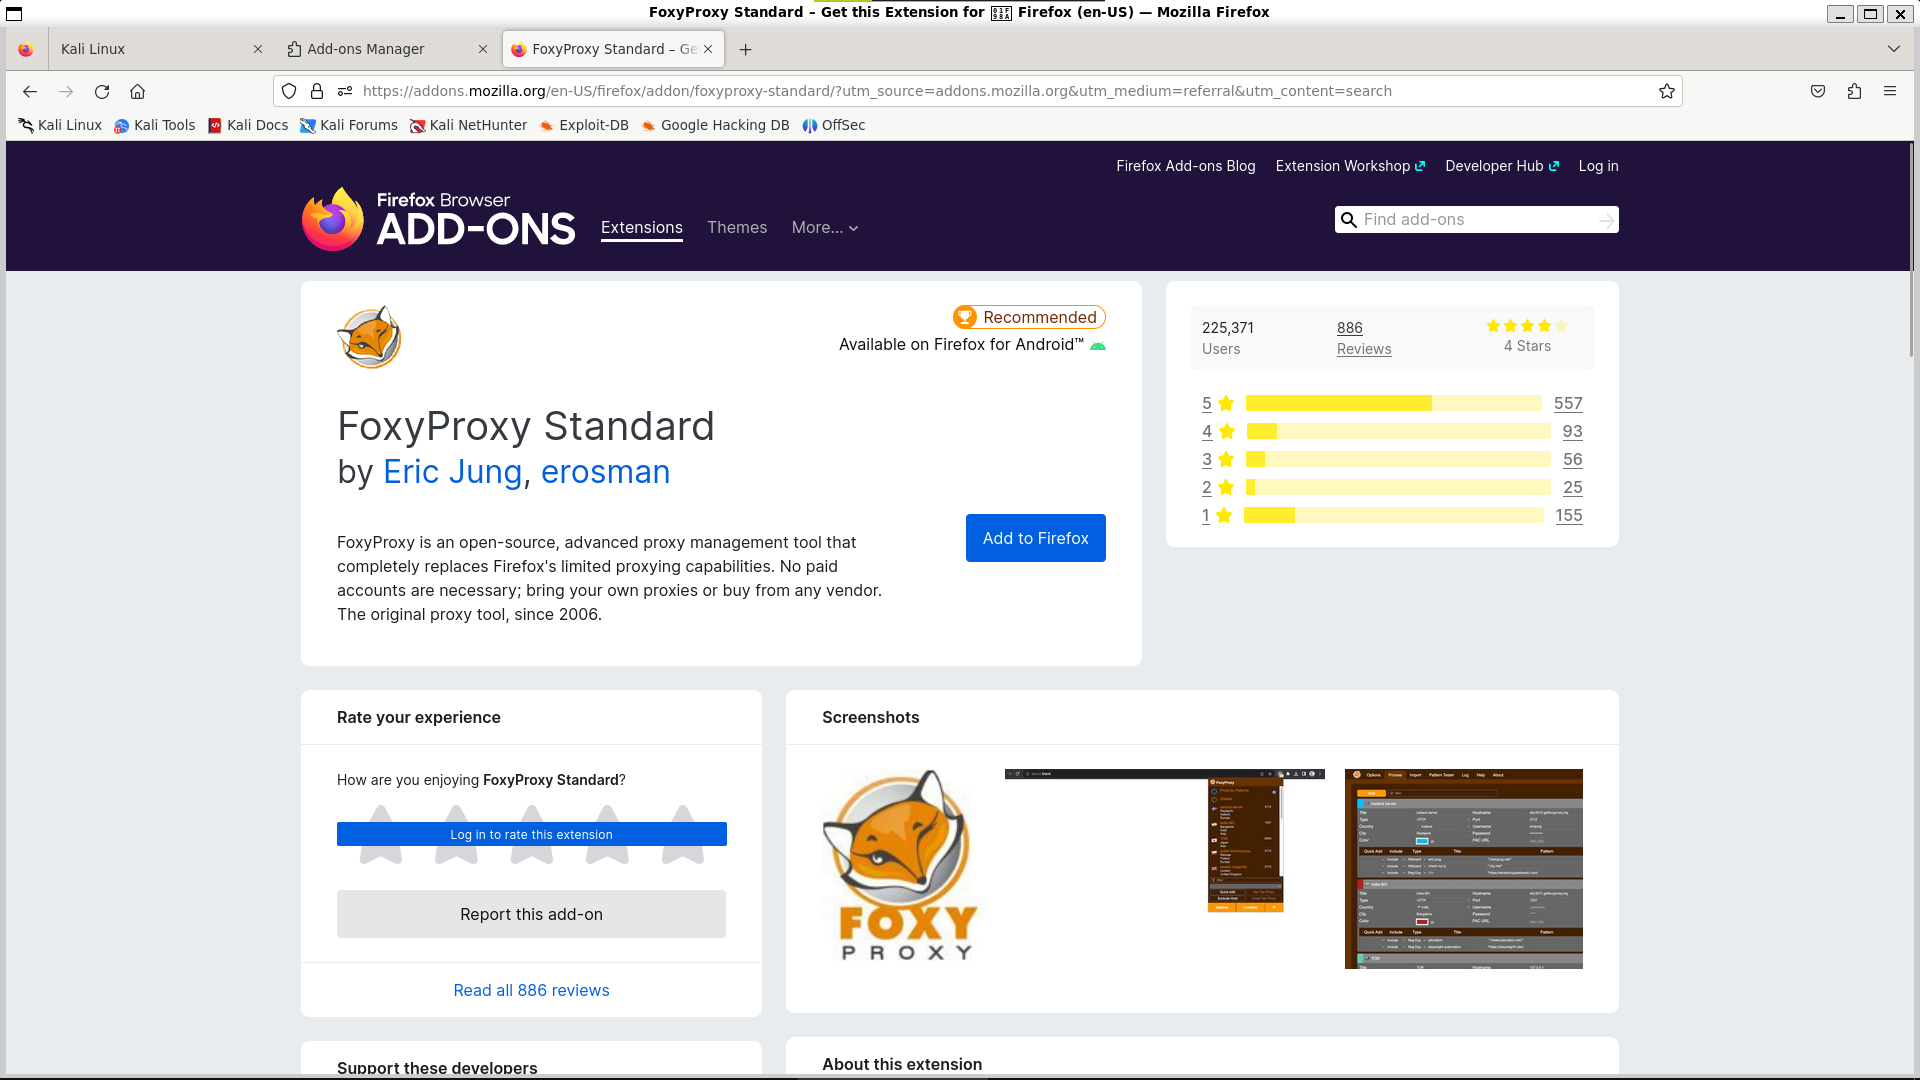 FoxyProxy Standard – Get this Extension for Firefox (en-US) — Mozilla Firefox
Kali Linux
Add-ons Manager
FoxyProxy Standard – Ge
https://addons.mozilla.org/en-US/firefox/addon/foxyproxy-standard/?utm_source=addons.mozilla.org&utm_medium=referral&utm_content=search
Kali Linux Kali Tools Kali Docs Kali Forums Kali NetHunter Exploit-DB Google Hacking DB OffSec
Firefox Add-ons Blog Extension Workshop Developer Hub Log in
Firefox Browser
ADD-ONS
Extensions Themes More...
Find add-ons
Recommended
Available on Firefox for Android™
FoxyProxy Standard
by Eric Jung, erosman
FoxyProxy is an open-source, advanced proxy management tool that
completely replaces Firefox's limited proxying capabilities. No paid
accounts are necessary; bring your own proxies or buy from any vendor.
The original proxy tool, since 2006.
Add to Firefox
225,371
Users
886
Reviews
4 Stars
5 557
4 93
3 56
2 25
1 155
Rate your experience
How are you enjoying FoxyProxy Standard?
Log in to rate this extension
Report this add-on
Read all 886 reviews
Support these developers
Screenshots
FOXY
PROXY
About this extension